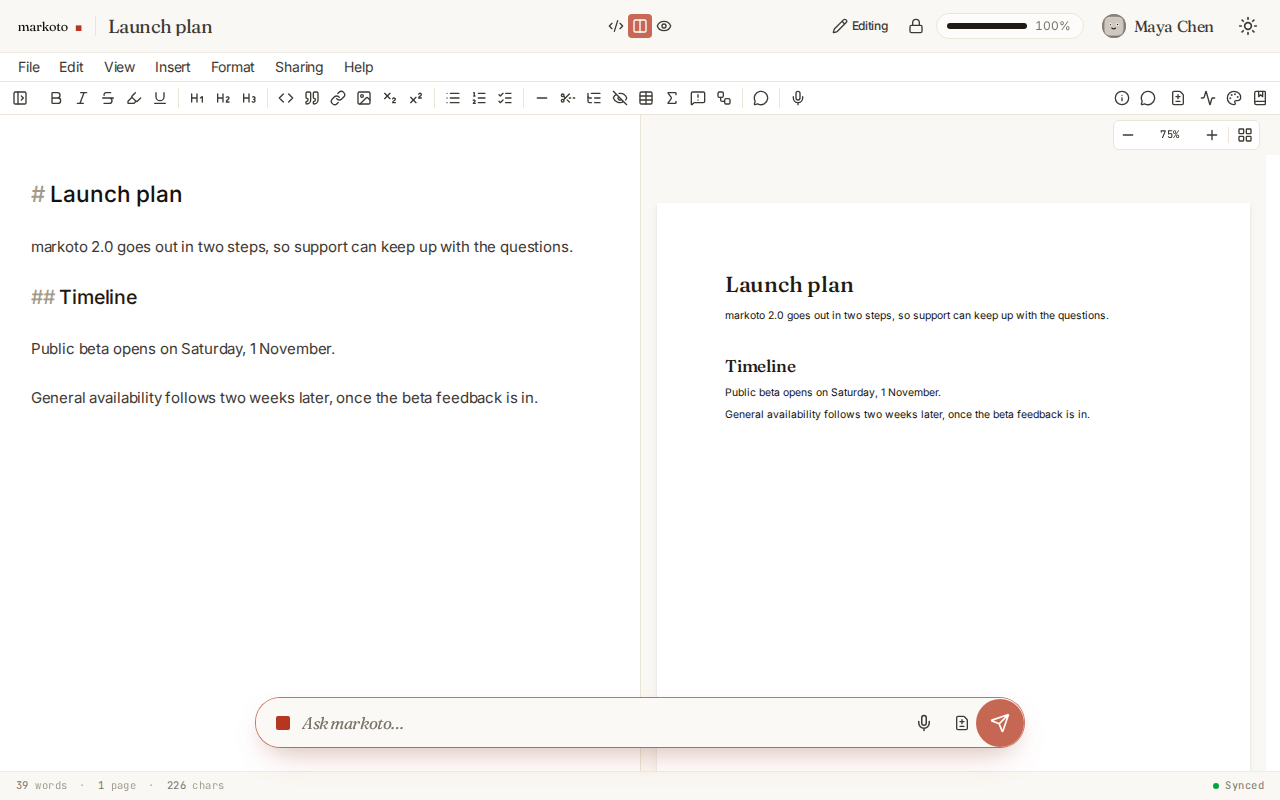 markoto
Launch plan
Editing
100%
Maya Chen
File Edit View Insert Format Sharing Help
H1 H2 H3
75%
# Launch plan
markoto 2.0 goes out in two steps, so support can keep up with the questions.
## Timeline
Public beta opens on Saturday, 1 November.
General availability follows two weeks later, once the beta feedback is in.
Launch plan
markoto 2.0 goes out in two steps, so support can keep up with the questions.
Timeline
Public beta opens on Saturday, 1 November.
General availability follows two weeks later, once the beta feedback is in.
Ask markoto...
39 words · 1 page · 226 chars
Synced